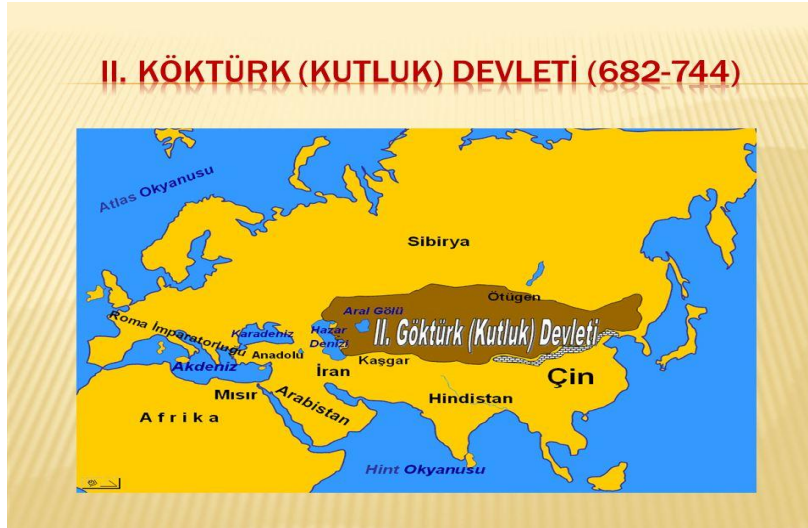 II. KÖKTÜRK (KUTLUK) DEVLETİ (682-744)
Atlas Okyanusu
Sibirya
Ötügen
Aral Gölü
Roma İmparatorluğu
Karadeniz
Hazar
Denizi
II. Göktürk (Kutluk) Devleti
Anadolu
Kaşgar
Akdeniz
İran
Çin
Mısır
Arabistan
Hindistan
Afrika
Hint Okyanusu